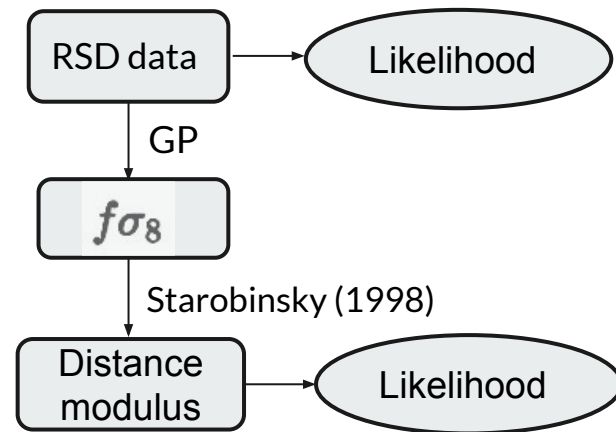 RSD data
Likelihood
GP
fσ₈
Starobinsky (1998)
Distance
modulus
Likelihood